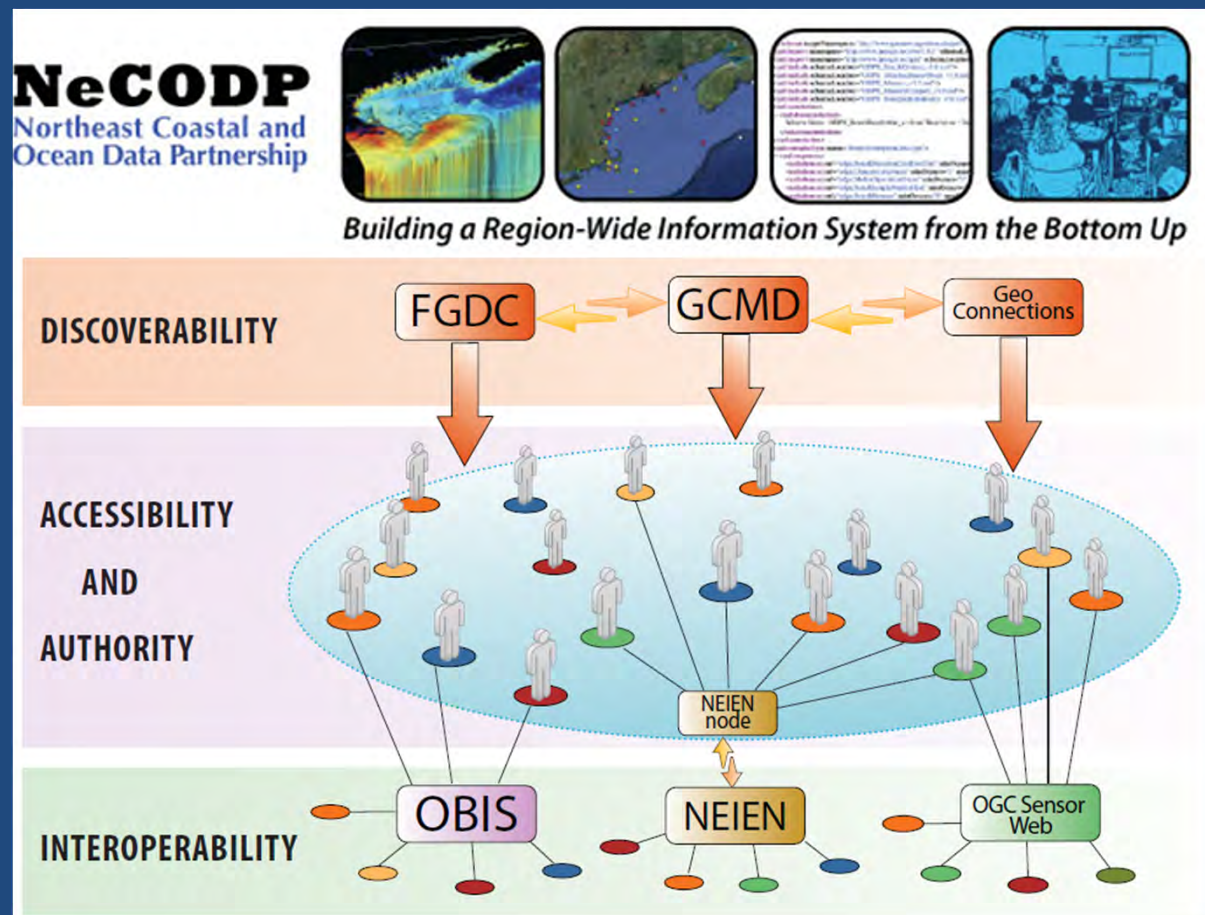 NeCODP
Northeast Coastal and
Ocean Data Partnership
Building a Region-Wide Information System from the Bottom Up
DISCOVERABILITY
FGDC
GCMD
Geo
Connections
ACCESSIBILITY
AND
AUTHORITY
NEIEN
node
INTEROPERABILITY
OBIS
NEIEN
OGC Sensor
Web